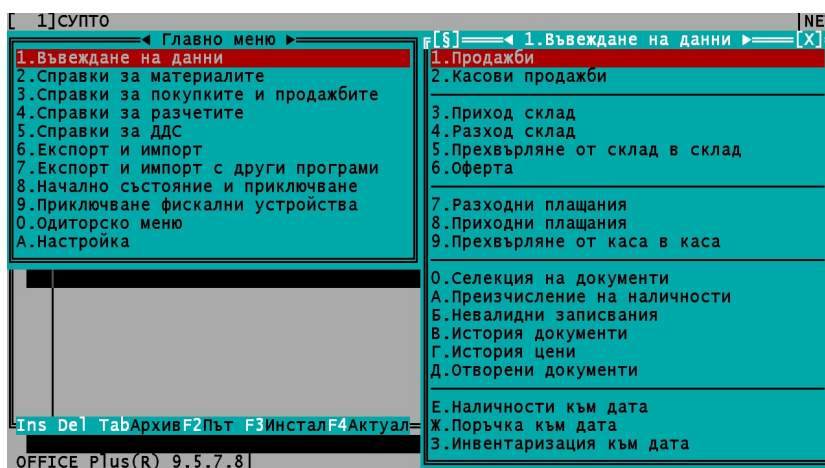 [ 1]СУПТО
NE
Главно меню
1.Въвеждане на данни
2.Справки за материалите
3.Справки за покупките и продажбите
4.Справки за разчетите
5.Справки за ДДС
6.Експорт и импорт
7.Експорт и импорт с други програми
8.Начално състояние и приключване
9.Приключване фискални устройства
0.Одиторско меню
А.Настройка
[§] 1.Въвеждане на данни [X]
1.Продажби
2.Касови продажби
3.Приход склад
4.Разход склад
5.Прехвърляне от склад в склад
6.Оферта
7.Разходни плащания
8.Приходни плащания
9.Прехвърляне от каса в каса
0.Селекция на документи
А.Преизчисление на наличности
Б.Невалидни записвания
В.История документи
Г.История цени
Д.Отворени документи
Е.Наличности към дата
Ж.Поръчка към дата
З.Инвентаризация към дата
Ins Del TabАрхивF2Път F3ИнсталF4Актуал
OFFICE Plus(R) 9.5.7.8